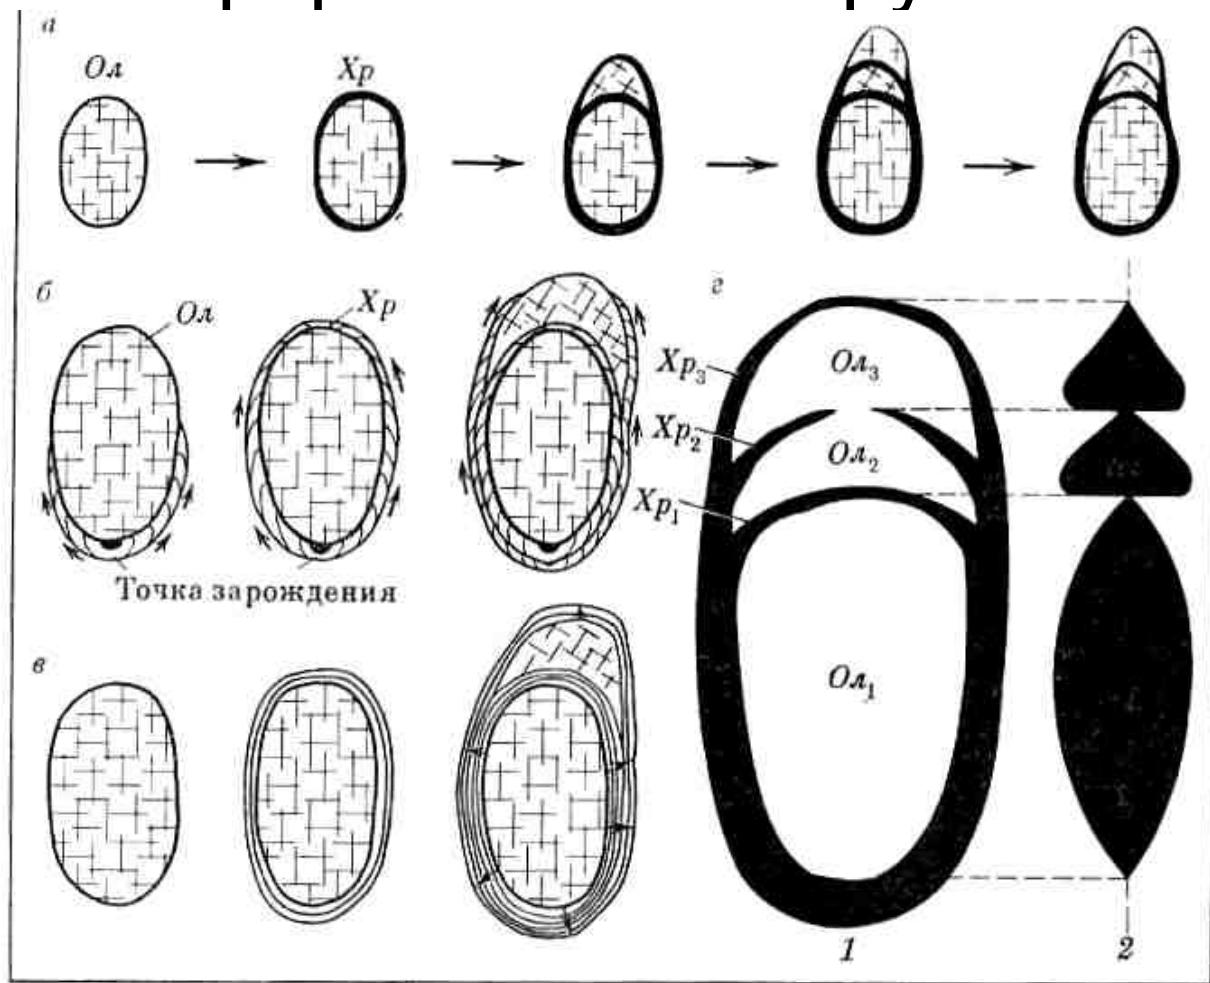 а
Ол
Хр
б
Ол
Хр
Точка зарождения
в
г
Хр₃
Ол₃
Хр₂
Ол₂
Хр₁
Ол₁
1
2